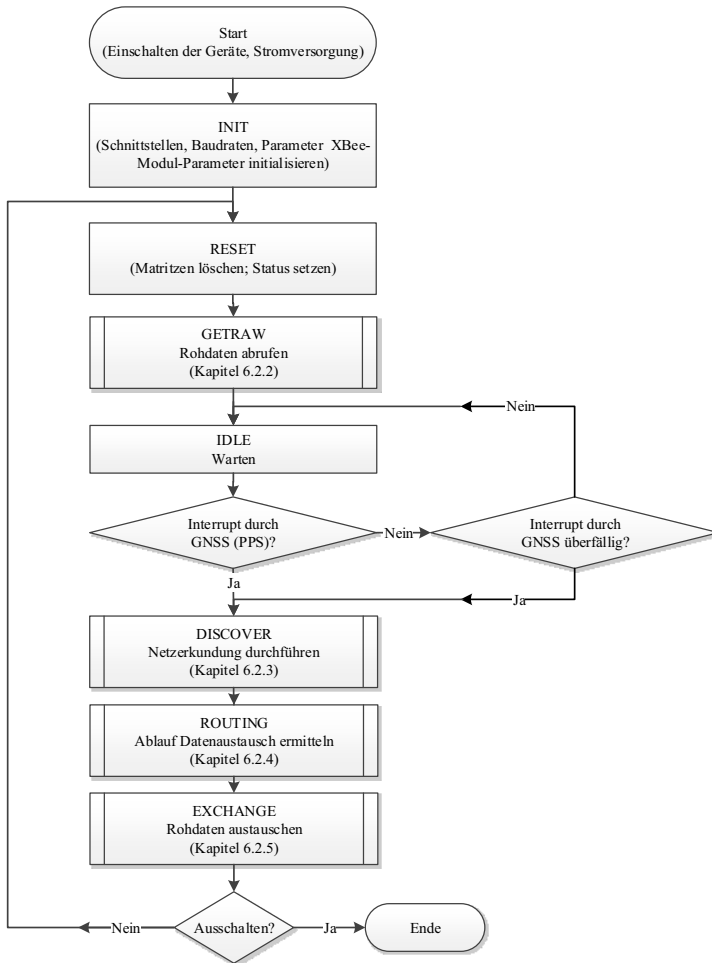 Start
(Einschalten der Geräte, Stromversorgung)
INIT
(Schnittstellen, Baudraten, Parameter XBee-
Modul-Parameter initialisieren)
RESET
(Matritzen löschen; Status setzen)
GETRAW
Rohdaten abrufen
(Kapitel 6.2.2)
Nein
IDLE
Warten
Interrupt durch
GNSS (PPS)?
Nein
Interrupt durch
GNSS überfällig?
Ja
Ja
DISCOVER
Netzerkundung durchführen
(Kapitel 6.2.3)
ROUTING
Ablauf Datenaustausch ermitteln
(Kapitel 6.2.4)
EXCHANGE
Rohdaten austauschen
(Kapitel 6.2.5)
Nein
Ausschalten?
Ja
Ende